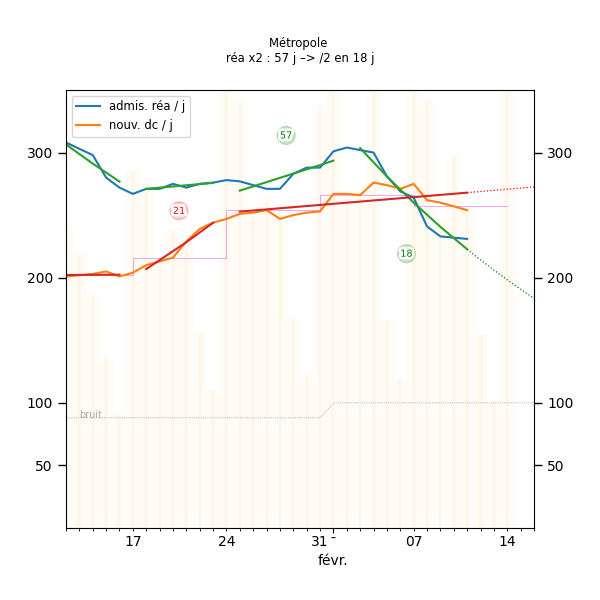 Métropole
réa x2 : 57 j –> /2 en 18 j
admis. réa / j
nouv. dc / j
57
21
18
bruit
300
200
100
50
300
200
100
50
17
24
31
07
14
févr.